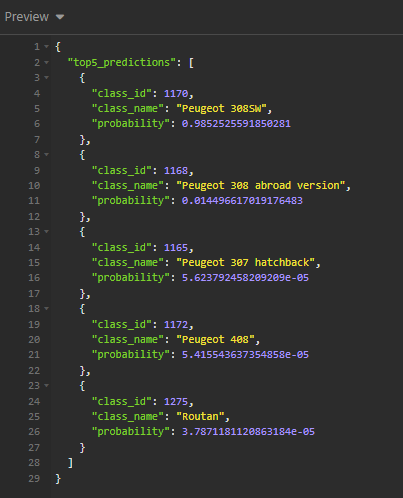 Preview
1 {
2 "top5_predictions": [
3 {
4 "class_id": 1170,
5 "class_name": "Peugeot 308SW",
6 "probability": 0.9852525591850281
7 },
8 {
9 "class_id": 1168,
10 "class_name": "Peugeot 308 abroad version",
11 "probability": 0.014496617019176483
12 },
13 {
14 "class_id": 1165,
15 "class_name": "Peugeot 307 hatchback",
16 "probability": 5.623792458209209e-05
17 },
18 {
19 "class_id": 1172,
20 "class_name": "Peugeot 408",
21 "probability": 5.415543637354858e-05
22 },
23 {
24 "class_id": 1275,
25 "class_name": "Routan",
26 "probability": 3.7871181120863184e-05
27 }
28 ]
29 }